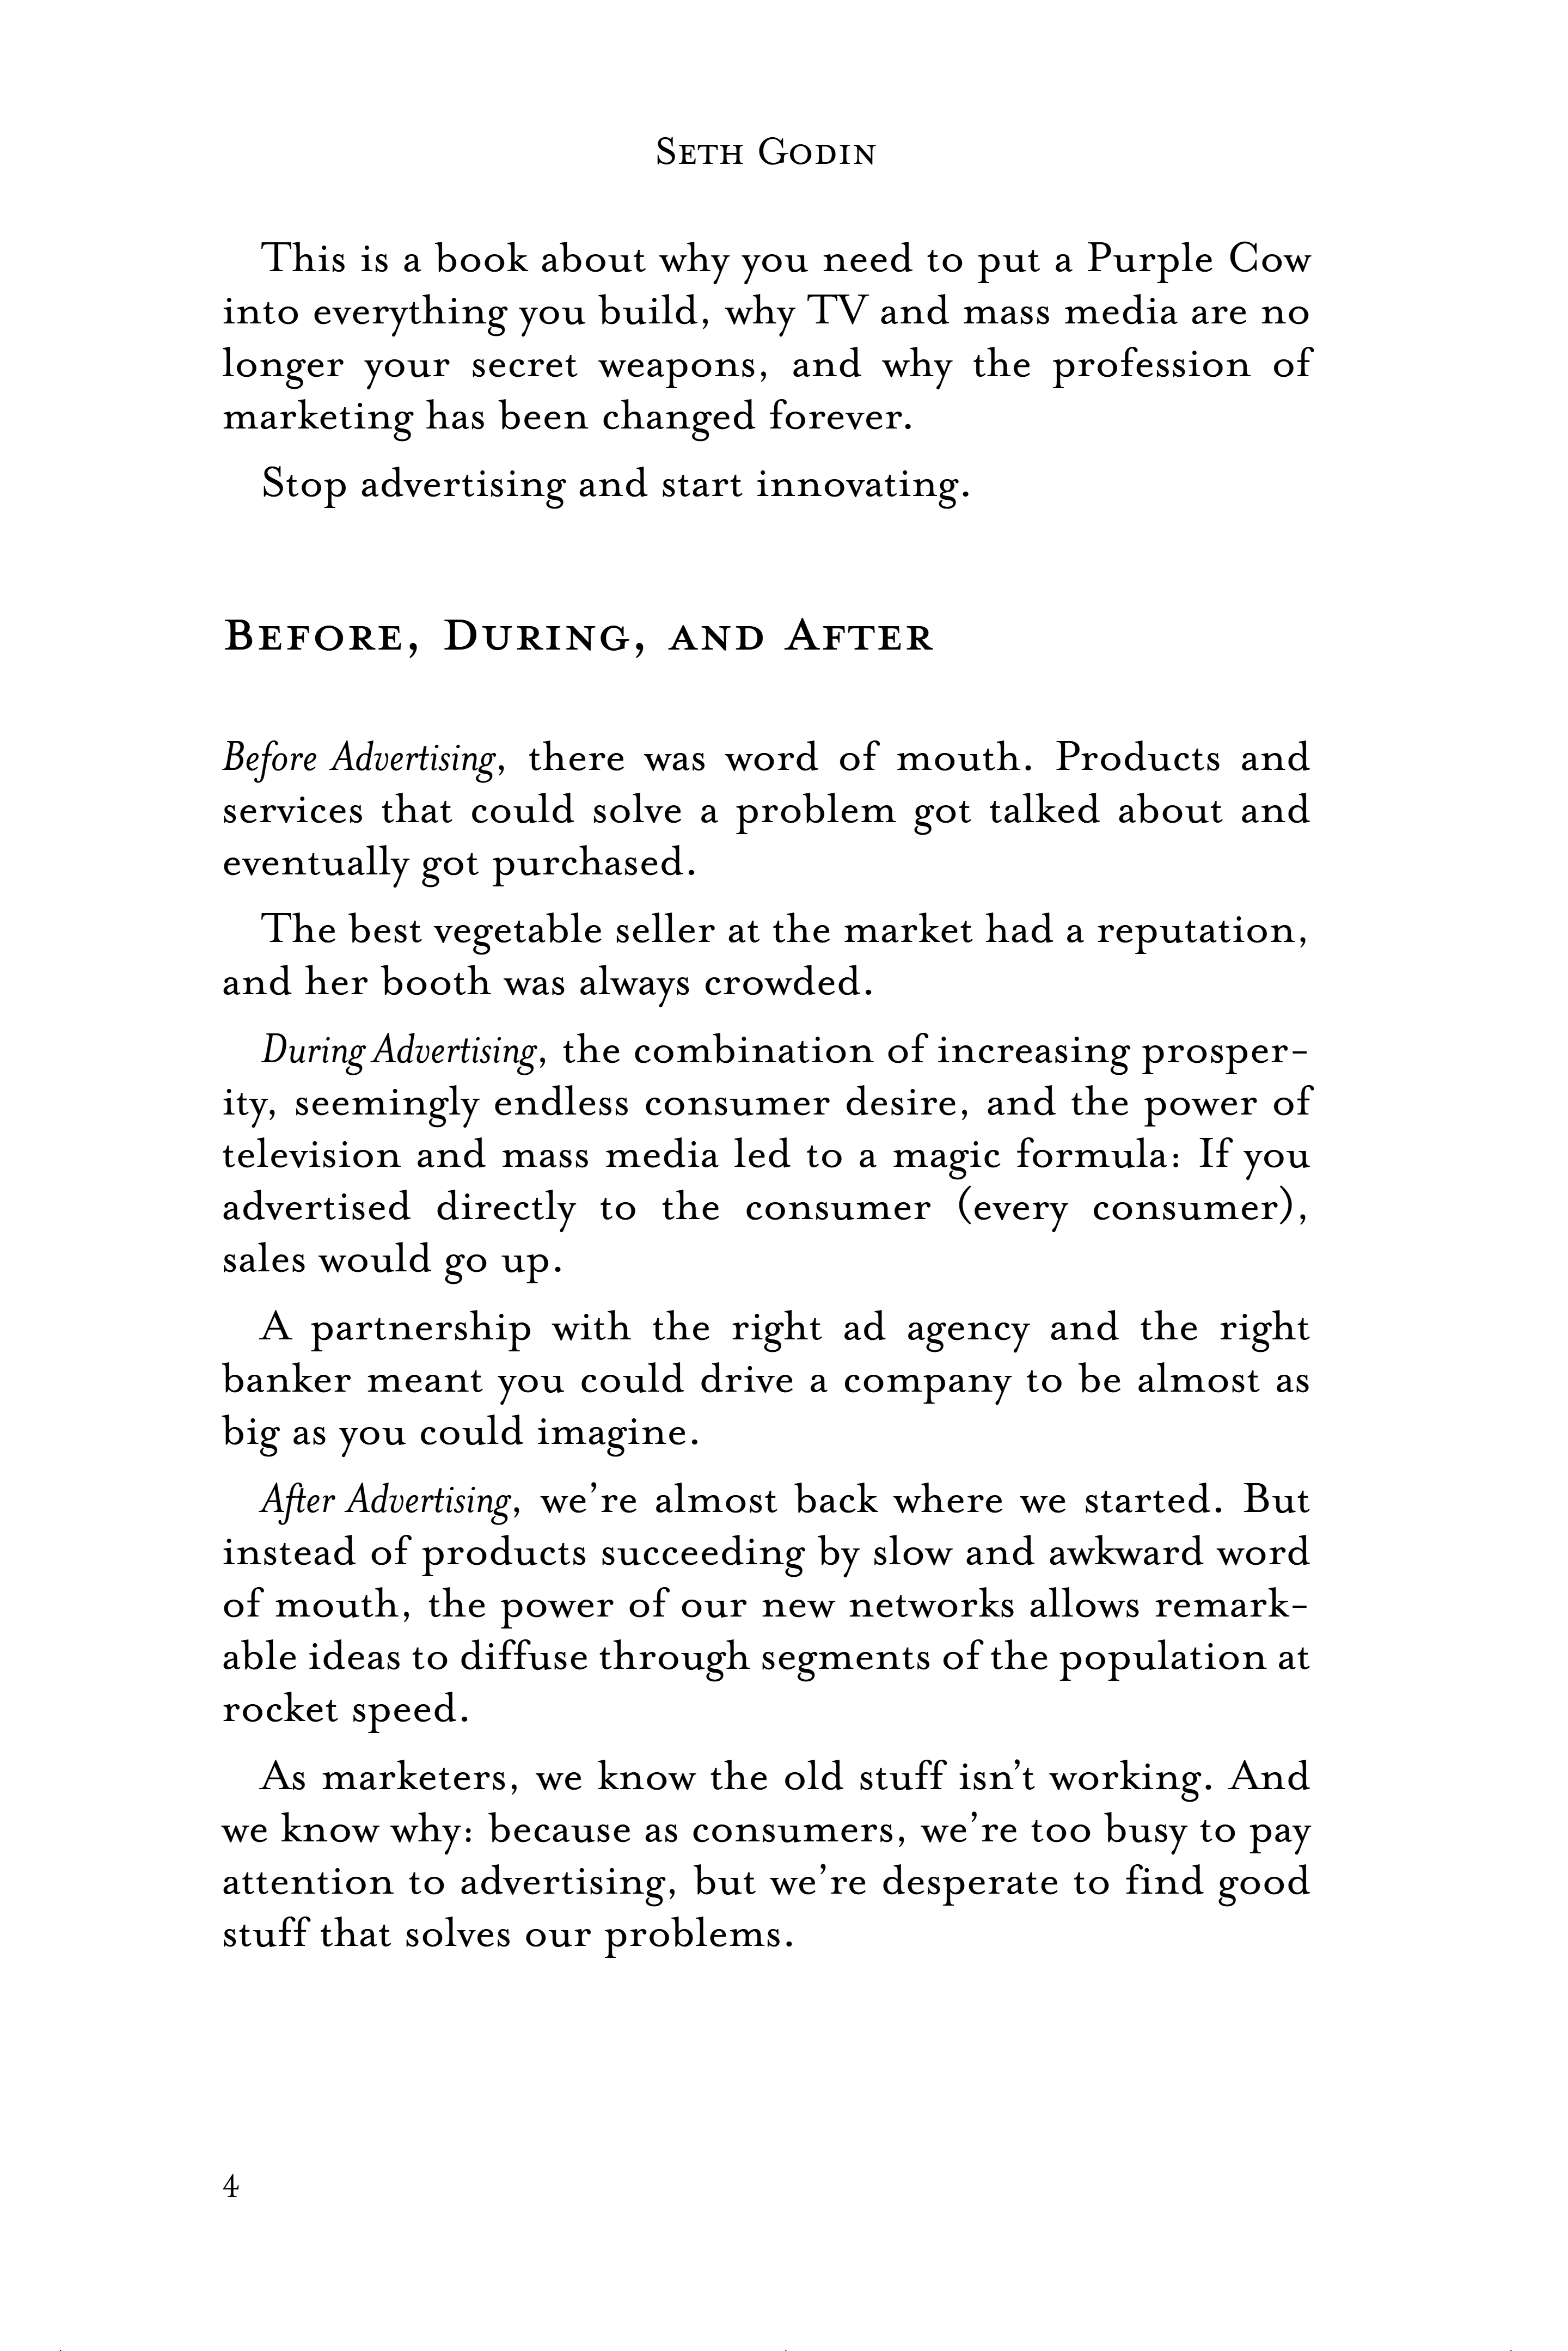 Seth Godin
This is a book about why you need to put a Purple Cow
into everything you build, why TV and mass media are no
longer your secret weapons, and why the profession of
marketing has been changed forever.
Stop advertising and start innovating.
Before, During, and After
Before Advertising, there was word of mouth. Products and
services that could solve a problem got talked about and
eventually got purchased.
The best vegetable seller at the market had a reputation,
and her booth was always crowded.
During Advertising, the combination of increasing prosper-
ity, seemingly endless consumer desire, and the power of
television and mass media led to a magic formula: If you
advertised directly to the consumer (every consumer),
sales would go up.
A partnership with the right ad agency and the right
banker meant you could drive a company to be almost as
big as you could imagine.
After Advertising, we’re almost back where we started. But
instead of products succeeding by slow and awkward word
of mouth, the power of our new networks allows remark-
able ideas to diffuse through segments of the population at
rocket speed.
As marketers, we know the old stuff isn’t working. And
we know why: because as consumers, we’re too busy to pay
attention to advertising, but we’re desperate to find good
stuff that solves our problems.
4